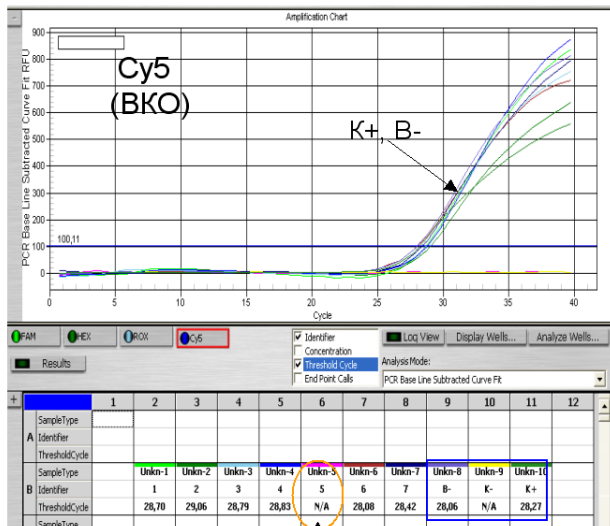 Amplification Chart
PCR Base Line Subtracted Curve Fit RFU
900
800
700
600
500
400
300
200
100
0
Cy5
(ВКО)
К+, В-
100,11
0 5 10 15 20 25 30 35 40
Cycle
FAM HEX ROX Cy5
Results
Identifier
Concentration
Threshold Cycle
End Point Calls
Log View Display Wells... Analyze Wells...
Analysis Mode:
PCR Base Line Subtracted Curve Fit
+ 1 2 3 4 5 6 7 8 9 10 11 12
SampleType
A Identifier
ThresholdCycle
SampleType Unkn-1 Unkn-2 Unkn-3 Unkn-4 Unkn-5 Unkn-6 Unkn-7 Unkn-8 Unkn-9 Unkn-10
B Identifier 1 2 3 4 5 6 7 B- K- K+
ThresholdCycle 28,70 29,06 28,79 28,83 N/A 28,08 28,42 28,06 N/A 28,27
SampleType